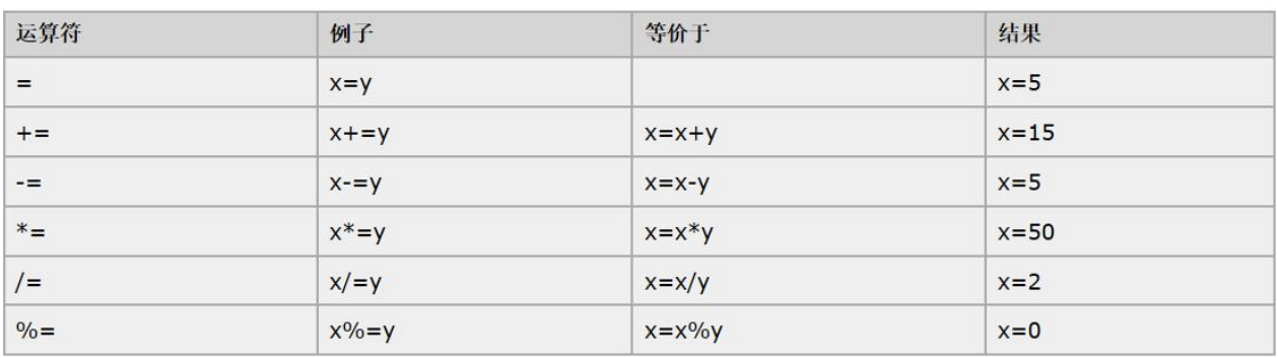 运算符 例子 等价于 结果
= x=y x=5
+= x+=y x=x+y x=15
-= x-=y x=x-y x=5
*= x*=y x=x*y x=50
/= x/=y x=x/y x=2
%= x%=y x=x%y x=0